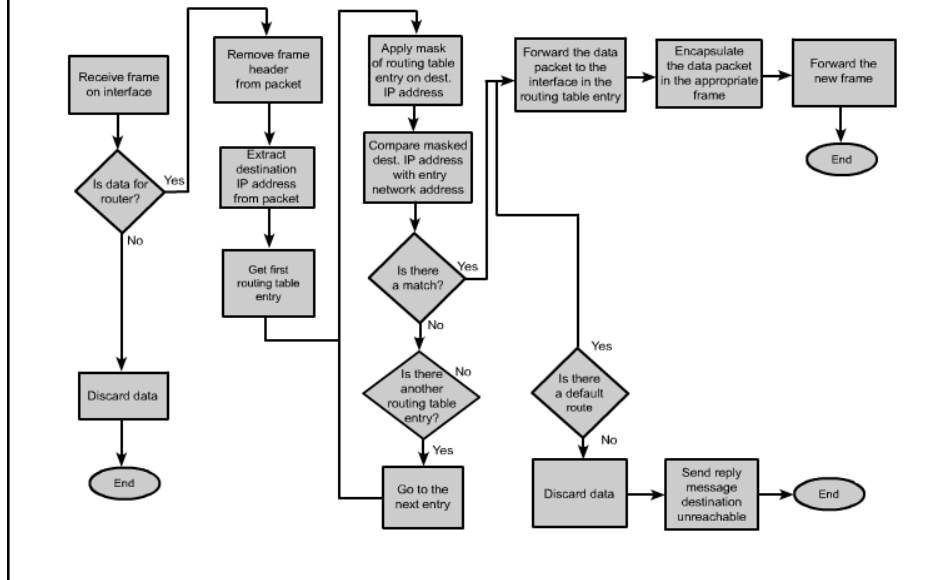 Receive frame
on interface
Is data for
router?
Yes
No
Discard data
End
Remove frame
header
from packet
Extract
destination
IP address
from packet
Get first
routing table
entry
Apply mask
of routing table
entry on dest.
IP address
Compare masked
dest. IP address
with entry
network address
Is there
a match?
Yes
No
Is there
another
routing table
entry?
No
Yes
Go to the
next entry
Forward the data
packet to the
interface in the
routing table entry
Encapsulate
the data packet
in the appropriate
frame
Forward the
new frame
End
Is there
a default
route
Yes
No
Discard data
Send reply
message
destination
unreachable
End